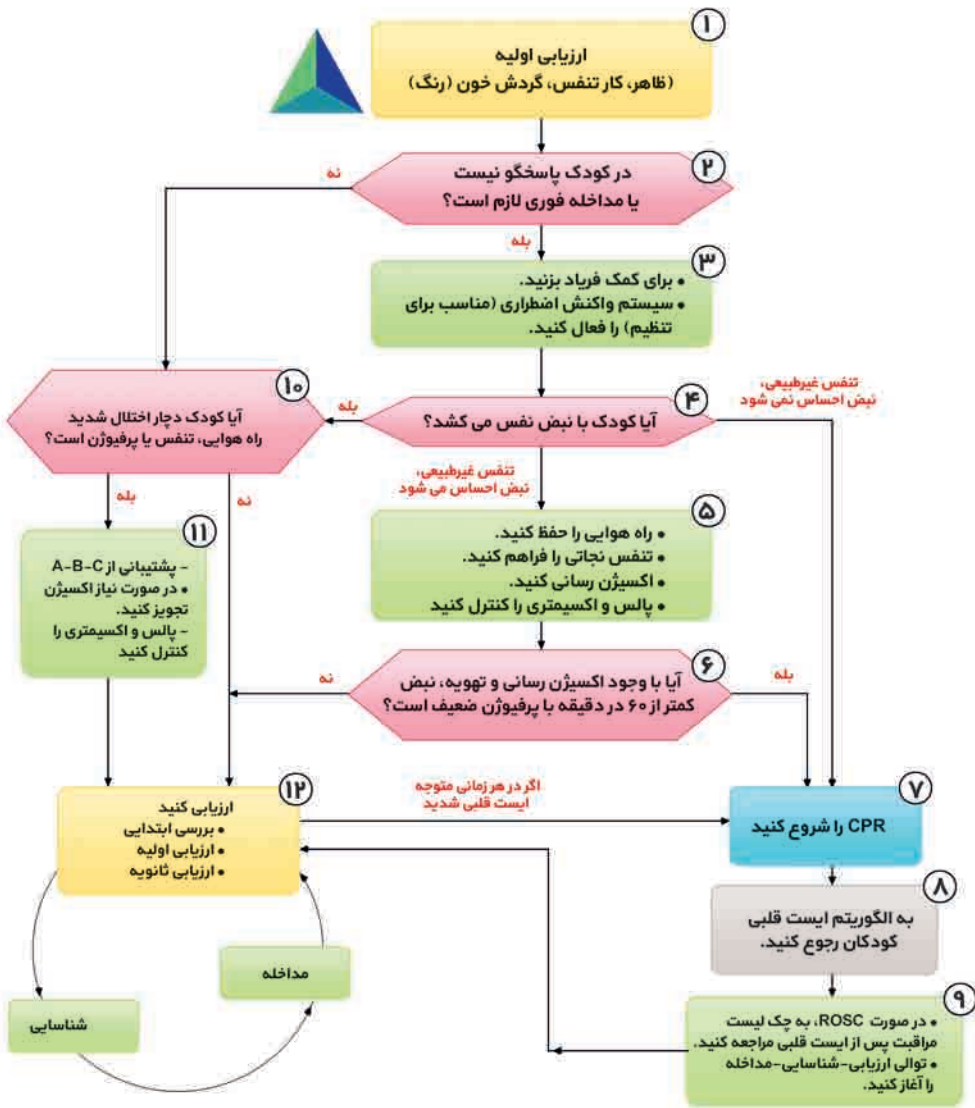 ۱
ارزیابی اولیه
(ظاهر، کار تنفس، گردش خون (رنگ)
۲
در کودک پاسخگو نیست
یا مداخله فوری لازم است؟
نه
بله
۳
• برای کمک فریاد بزنید.
• سیستم واکنش اضطراری (مناسب برای
تنظیم) را فعال کنید.
۴
آیا کودک با نبض نفس می کشد؟
بله
تنفس غیرطبیعی،
نبض احساس نمی شود
تنفس غیرطبیعی،
نبض احساس می شود
۵
• راه هوایی را حفظ کنید.
• تنفس نجاتی را فراهم کنید.
• اکسیژن رسانی کنید.
• پالس و اکسیمتری را کنترل کنید
۶
آیا با وجود اکسیژن رسانی و تهویه، نبض
کمتر از ۶۰ در دقیقه با پرفیوژن ضعیف است؟
بله
نه
۷
CPR را شروع کنید
۸
به الگوریتم ایست قلبی
کودکان رجوع کنید.
۹
• در صورت ROSC، به چک لیست
مراقبت پس از ایست قلبی مراجعه کنید.
• توالی ارزیابی-شناسایی-مداخله
را آغاز کنید.
۱۰
آیا کودک دچار اختلال شدید
راه هوایی، تنفس یا پرفیوژن است؟
بله
نه
۱۱
- پشتیبانی از A-B-C
• در صورت نیاز اکسیژن
تجویز کنید.
- پالس و اکسیمتری را
کنترل کنید
۱۲
ارزیابی کنید
• بررسی ابتدایی
• ارزیابی اولیه
• ارزیابی ثانویه
اگر در هر زمانی متوجه
ایست قلبی شدید
مداخله
شناسایی